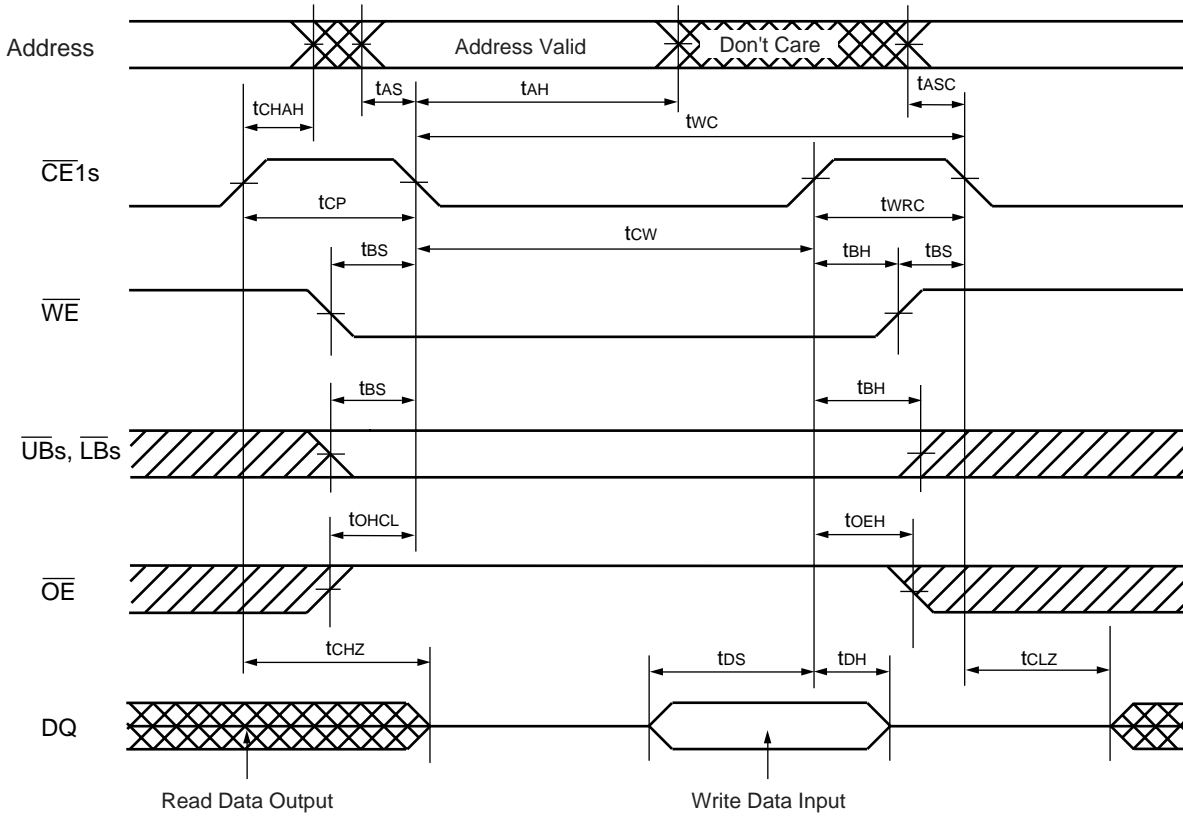 Address
Address Valid
Don't Care
tAS
tAH
tASC
tCHAH
tWC
CE1s
tCP
tWRC
tCW
tBS
tBH
tBS
WE
tBS
tBH
UBs, LBs
tOHCL
tOEH
OE
tCHZ
tDS
tDH
tCLZ
DQ
Read Data Output
Write Data Input